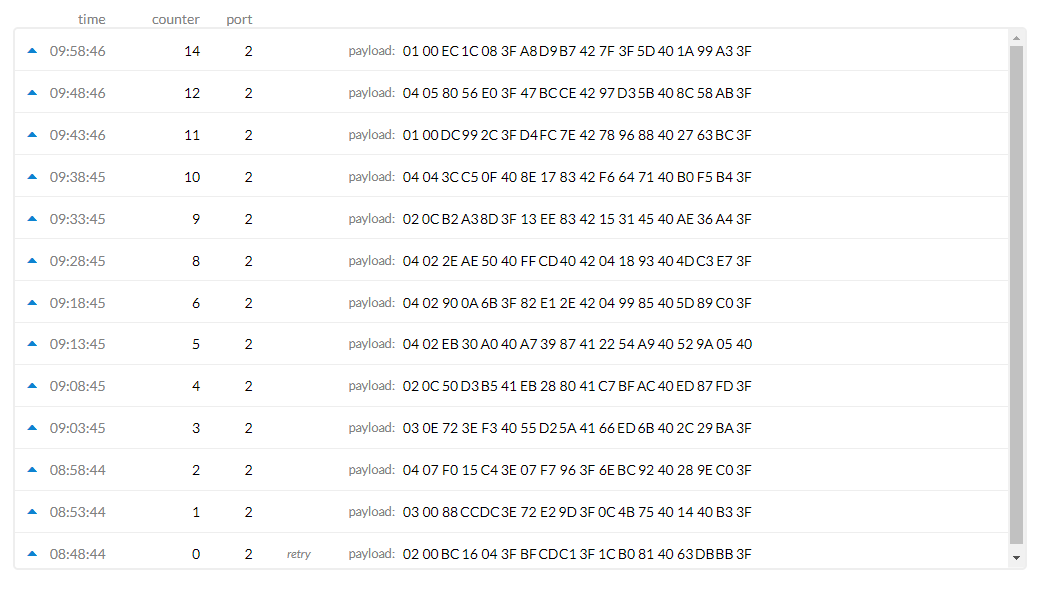 time counter port
09:58:46 14 2 payload: 01 00 EC 1C 08 3F A8 D9 B7 42 7F 3F 5D 40 1A 99 A3 3F
09:48:46 12 2 payload: 04 05 80 56 E0 3F 47 BC CE 42 97 D3 5B 40 8C 58 AB 3F
09:43:46 11 2 payload: 01 00 DC 99 2C 3F D4 FC 7E 42 78 96 88 40 27 63 BC 3F
09:38:45 10 2 payload: 04 04 3C C5 0F 40 8E 17 83 42 F6 64 71 40 B0 F5 B4 3F
09:33:45 9 2 payload: 02 0C B2 A3 8D 3F 13 EE 83 42 15 31 45 40 AE 36 A4 3F
09:28:45 8 2 payload: 04 02 2E AE 50 40 FF CD 40 42 04 18 93 40 4D C3 E7 3F
09:18:45 6 2 payload: 04 02 90 0A 6B 3F 82 E1 2E 42 04 99 85 40 5D 89 C0 3F
09:13:45 5 2 payload: 04 02 EB 30 A0 40 A7 39 87 41 22 54 A9 40 52 9A 05 40
09:08:45 4 2 payload: 02 0C 50 D3 B5 41 EB 28 80 41 C7 BF AC 40 ED 87 FD 3F
09:03:45 3 2 payload: 03 0E 72 3E F3 40 55 D2 5A 41 66 ED 6B 40 2C 29 BA 3F
08:58:44 2 2 payload: 04 07 F0 15 C4 3E 07 F7 96 3F 6E BC 92 40 28 9E C0 3F
08:53:44 1 2 payload: 03 00 88 CC DC 3E 72 E2 9D 3F 0C 4B 75 40 14 40 B3 3F
08:48:44 0 2 retry payload: 02 00 BC 16 04 3F BF CD C1 3F 1C B0 81 40 63 DB BB 3F